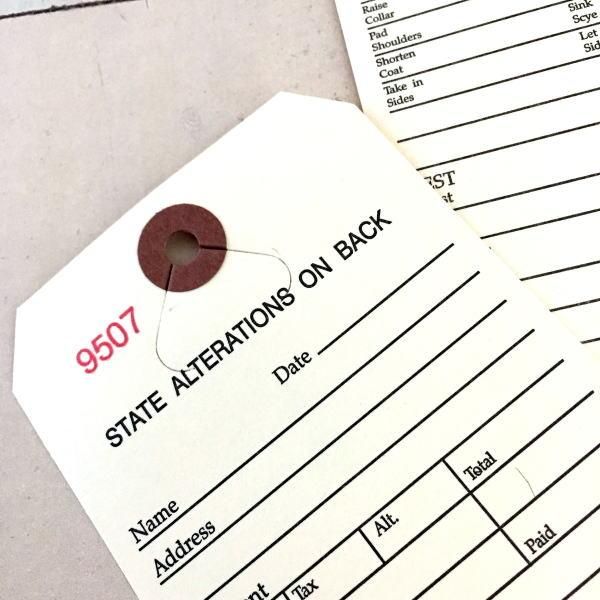 Raise Sink
Collar Scye
Pad Let
Shoulders
Shorten
Coat
Take in
Sides
9507
STATE ALTERATIONS ON BACK
Date
Name
Address
Tax Alt. Total
Paid